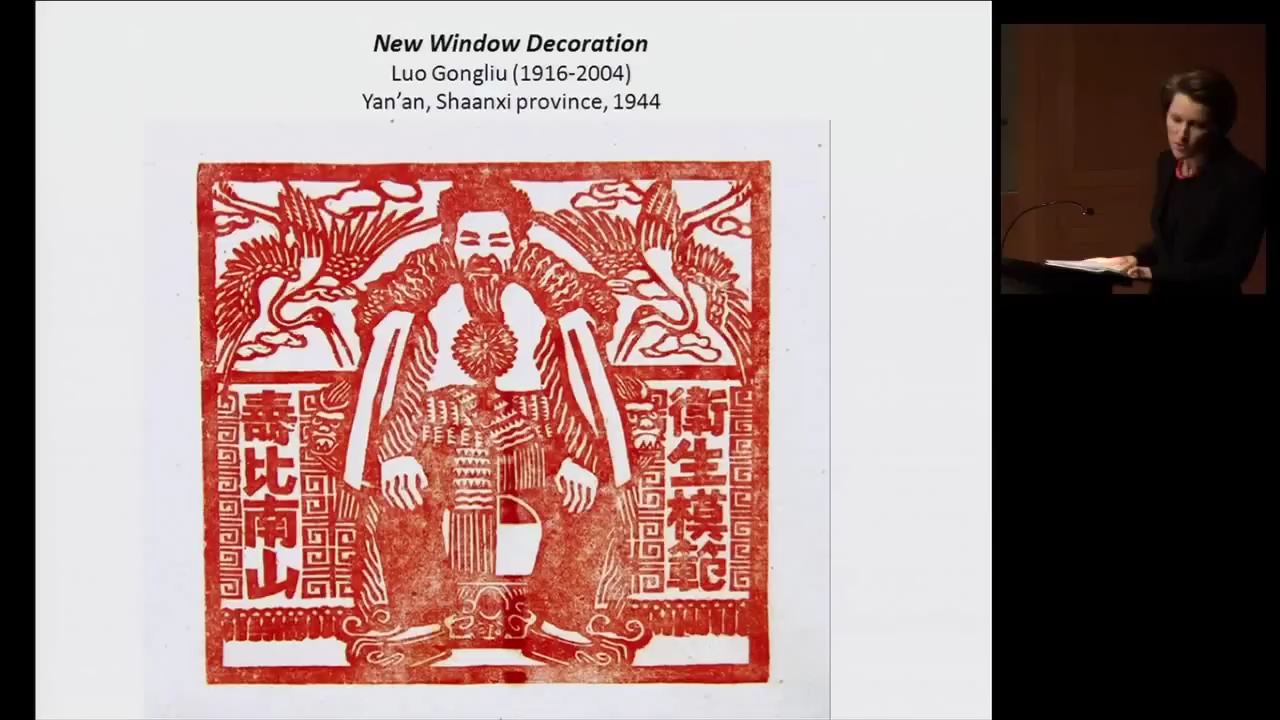 New Window Decoration
Luo Gongliu (1916-2004)
Yan’an, Shaanxi province, 1944
衛生模範
壽比南山